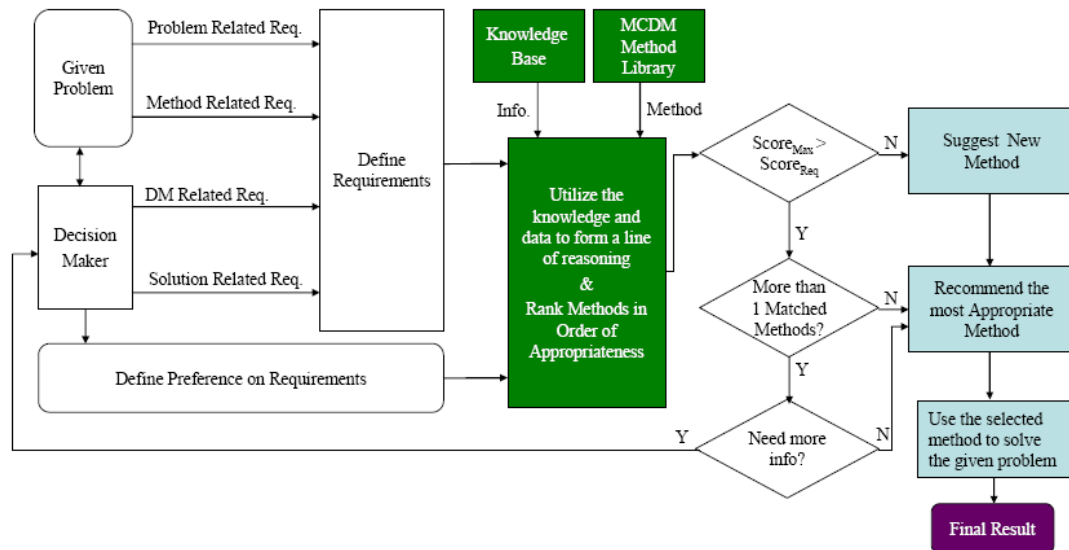 Given
Problem
Problem Related Req.
Method Related Req.
DM Related Req.
Solution Related Req.
Decision
Maker
Define
Requirements
Define Preference on Requirements
Knowledge
Base
MCDM
Method
Library
Info.
Method
Utilize the
knowledge and
data to form a line
of reasoning
&
Rank Methods in
Order of
Appropriateness
ScoreMax >
ScoreReq
N
Y
More than
1 Matched
Methods?
N
Y
Need more
info?
Y
N
Suggest New
Method
Recommend the
most Appropriate
Method
Use the selected
method to solve
the given problem
Final Result